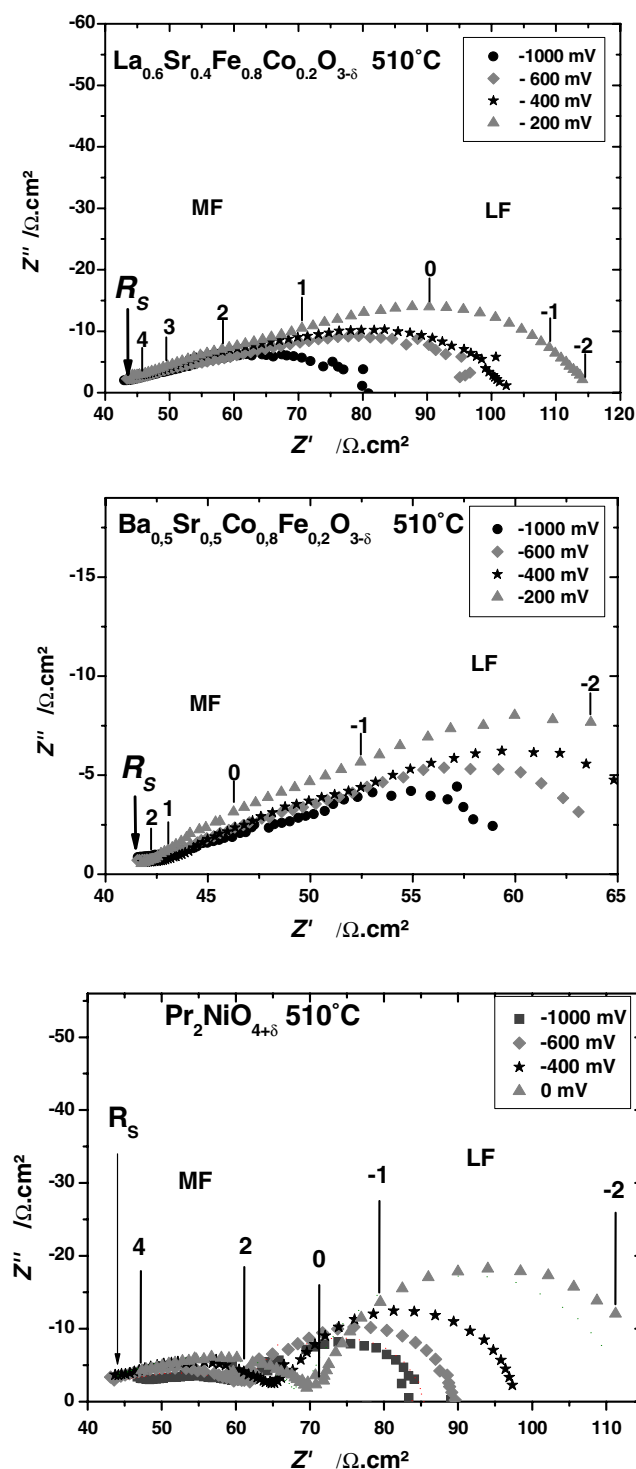 La0.6Sr0.4Fe0.8Co0.2O3-δ 510°C
-1000 mV
- 600 mV
- 400 mV
- 200 mV
-60
-50
-40
-30
-20
-10
0
Z'' /Ω.cm²
MF
LF
RS
4
3
2
1
0
-1
-2
40 50 60 70 80 90 100 110 120
Z' /Ω.cm²
Ba0,5Sr0,5Co0,8Fe0,2O3-δ 510°C
-1000 mV
-600 mV
-400 mV
-200 mV
-15
-10
-5
0
Z'' /Ω.cm²
MF
LF
RS
2
1
0
-1
-2
40 45 50 55 60 65
Z' /Ω.cm²
Pr2NiO4+δ 510°C
-1000 mV
-600 mV
-400 mV
0 mV
-50
-40
-30
-20
-10
0
Z'' /Ω.cm²
RS
MF
LF
4
2
0
-1
-2
40 50 60 70 80 90 100 110
Z' /Ω.cm²